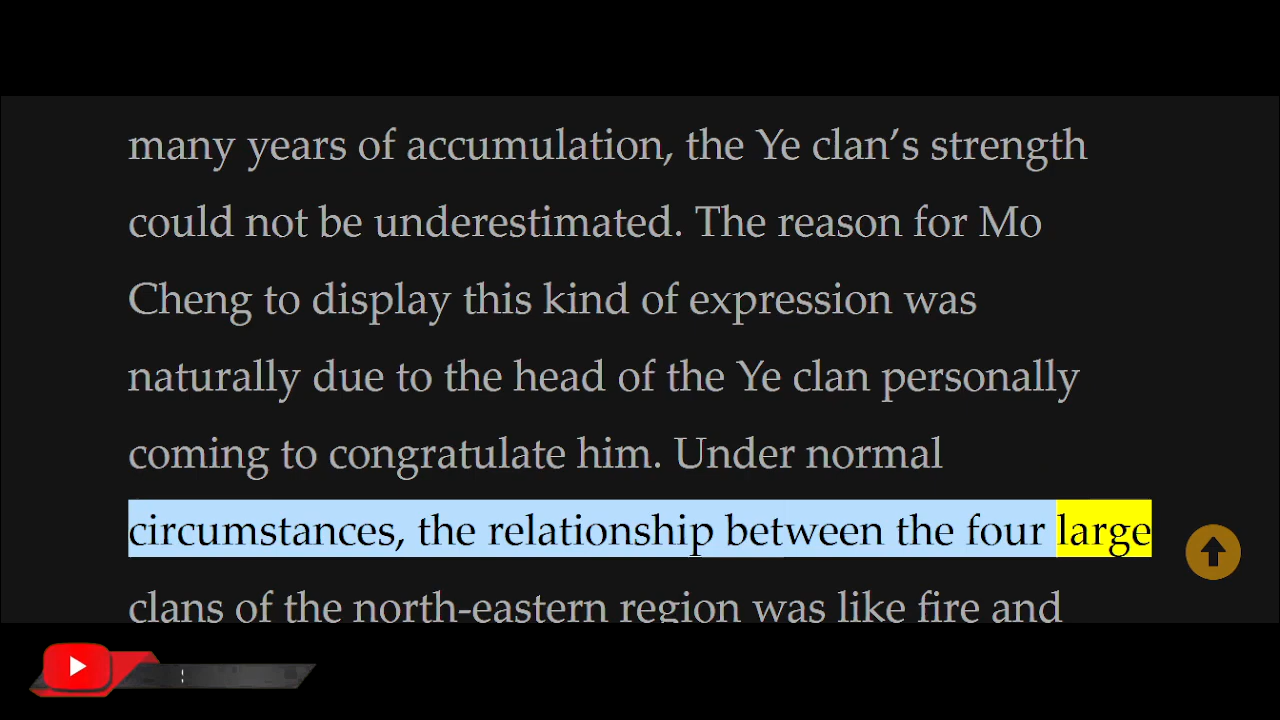 many years of accumulation, the Ye clan’s strength
could not be underestimated. The reason for Mo
Cheng to display this kind of expression was
naturally due to the head of the Ye clan personally
coming to congratulate him. Under normal
circumstances, the relationship between the four large
clans of the north-eastern region was like fire and